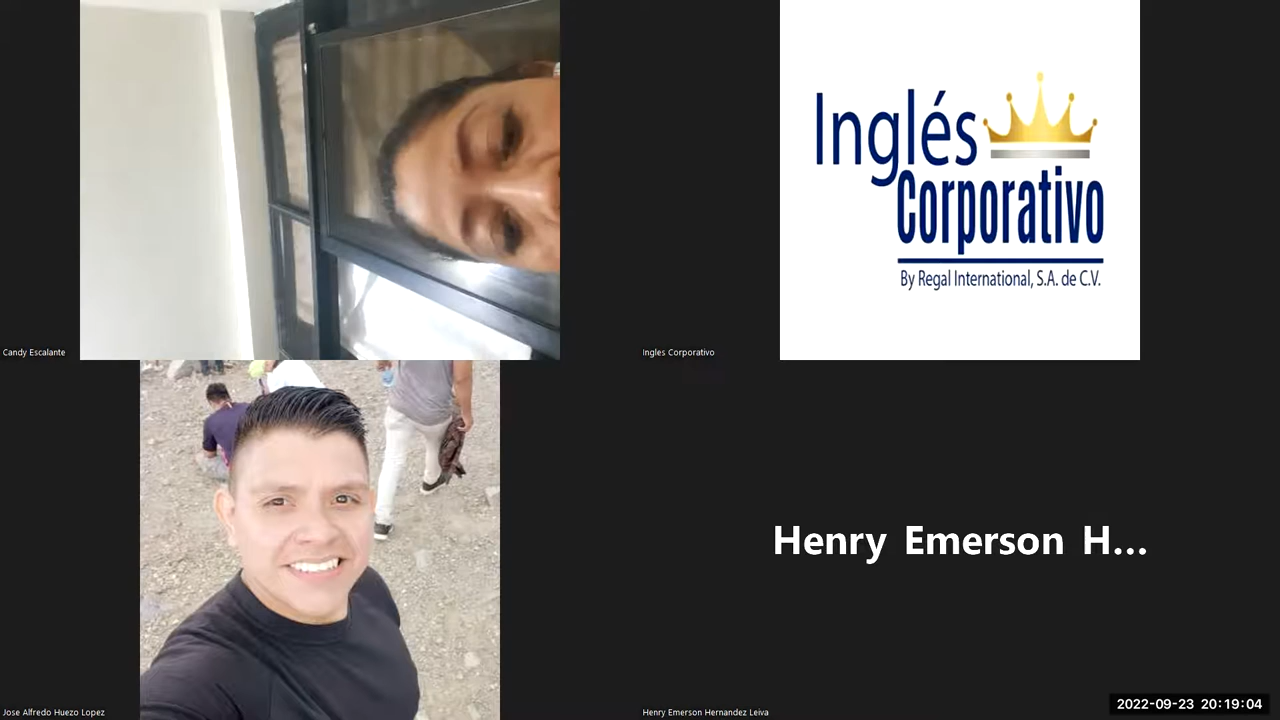 Candy Escalante
Inglés
Corporativo
By Regal International, S.A. de C.V.
Ingles Corporativo
Henry Emerson H...
Jose Alfredo Huezo Lopez
Henry Emerson Hernandez Leiva
2022-09-23 20:19:04